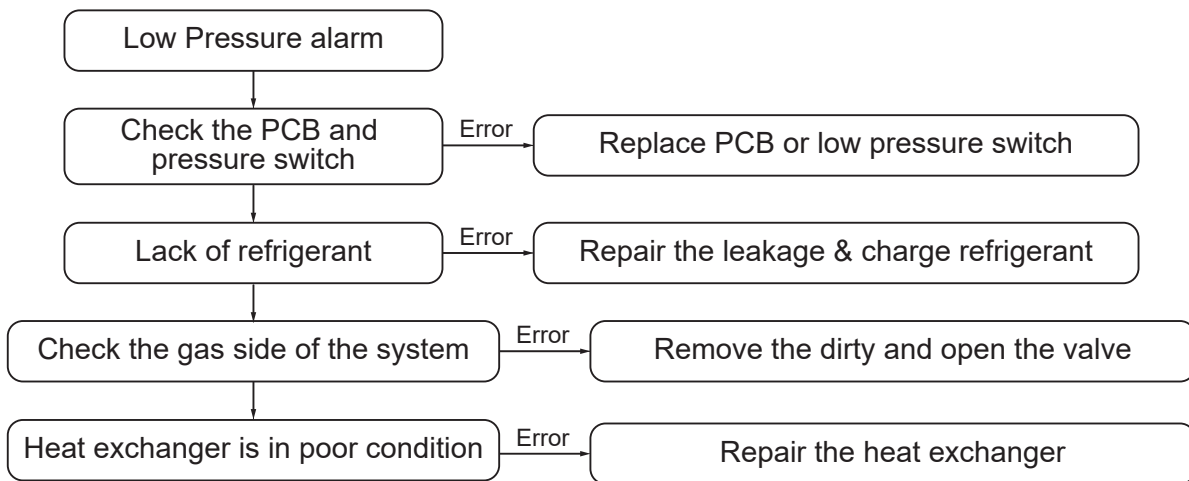 Low Pressure alarm
Check the PCB and
pressure switch
Error
Replace PCB or low pressure switch
Lack of refrigerant
Error
Repair the leakage & charge refrigerant
Check the gas side of the system
Error
Remove the dirty and open the valve
Heat exchanger is in poor condition
Error
Repair the heat exchanger